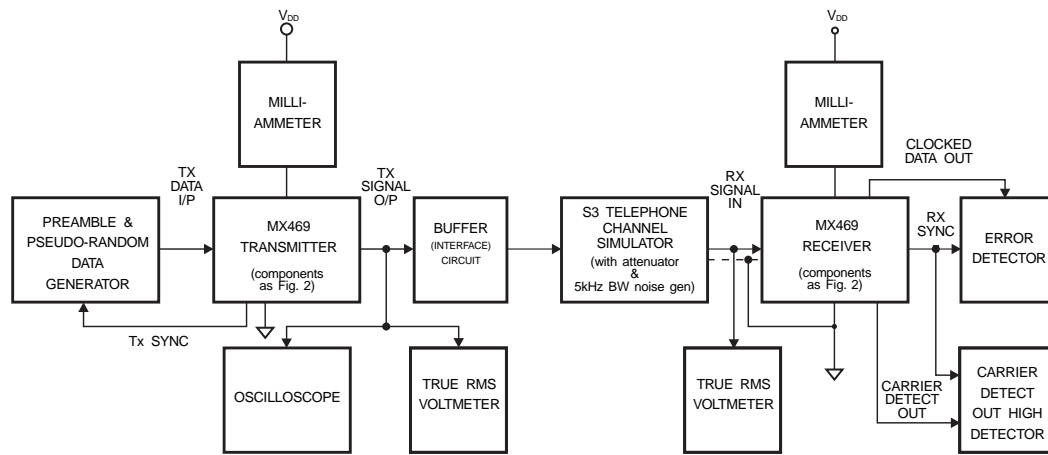 VDD
MILLI-
AMMETER
TX
DATA
I/P
TX
SIGNAL
O/P
PREAMBLE &
PSEUDO-RANDOM
DATA
GENERATOR
MX469
TRANSMITTER
(components
as Fig. 2)
BUFFER
(INTERFACE)
CIRCUIT
Tx SYNC
OSCILLOSCOPE
TRUE RMS
VOLTMETER
VDD
MILLI-
AMMETER
CLOCKED
DATA OUT
RX
SIGNAL
IN
S3 TELEPHONE
CHANNEL
SIMULATOR
(with attenuator
&
5kHz BW noise gen)
MX469
RECEIVER
(components
as Fig. 2)
RX
SYNC
ERROR
DETECTOR
TRUE RMS
VOLTMETER
CARRIER
DETECT
OUT
CARRIER
DETECT
OUT HIGH
DETECTOR